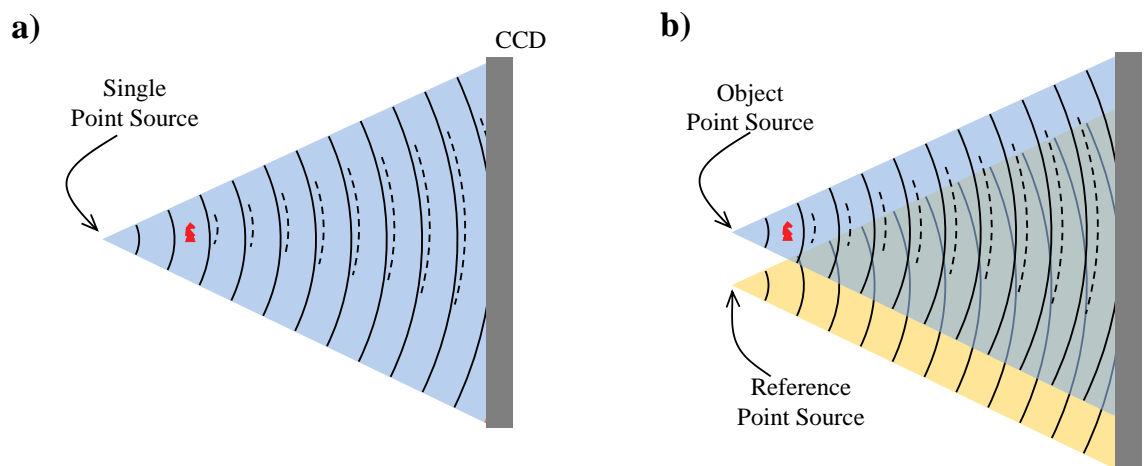 a)
CCD
Single
Point Source
b)
Object
Point Source
Reference
Point Source